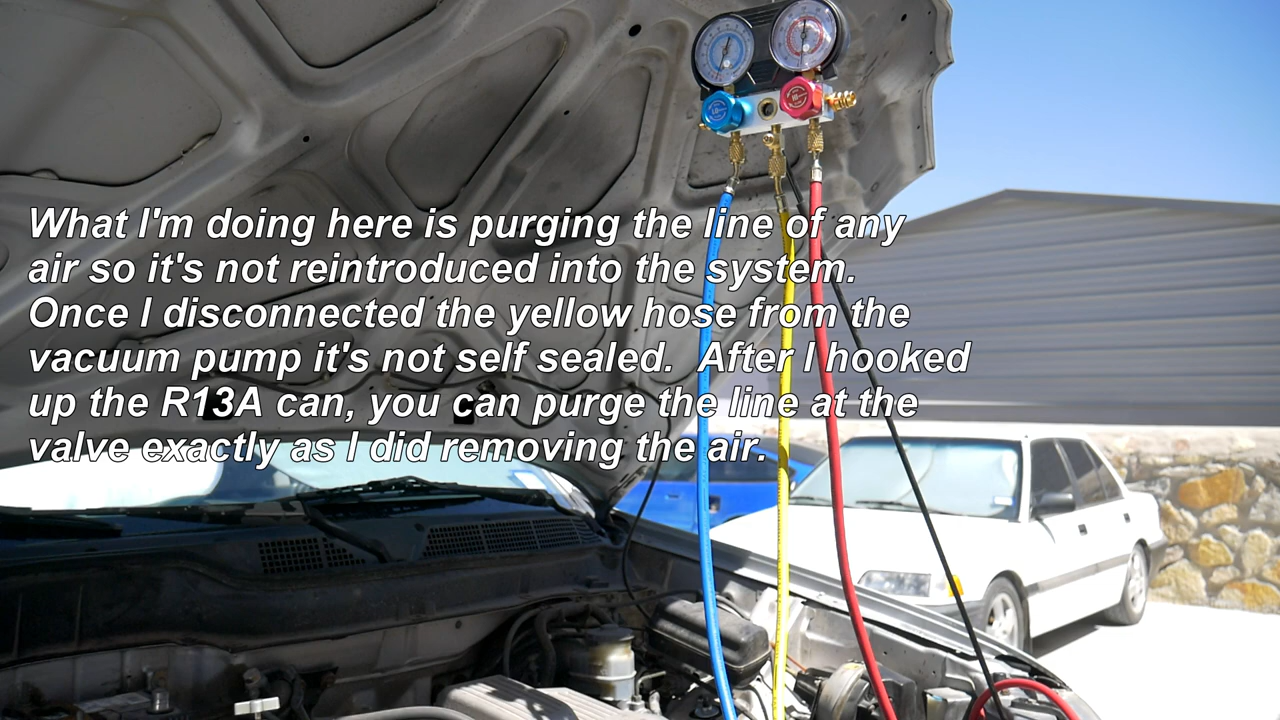 What I'm doing here is purging the line of any
air so it's not reintroduced into the system.
Once I disconnected the yellow hose from the
vacuum pump it's not self sealed.  After I hooked
up the R13A can, you can purge the line at the
valve exactly as I did removing the air.
LO
HI